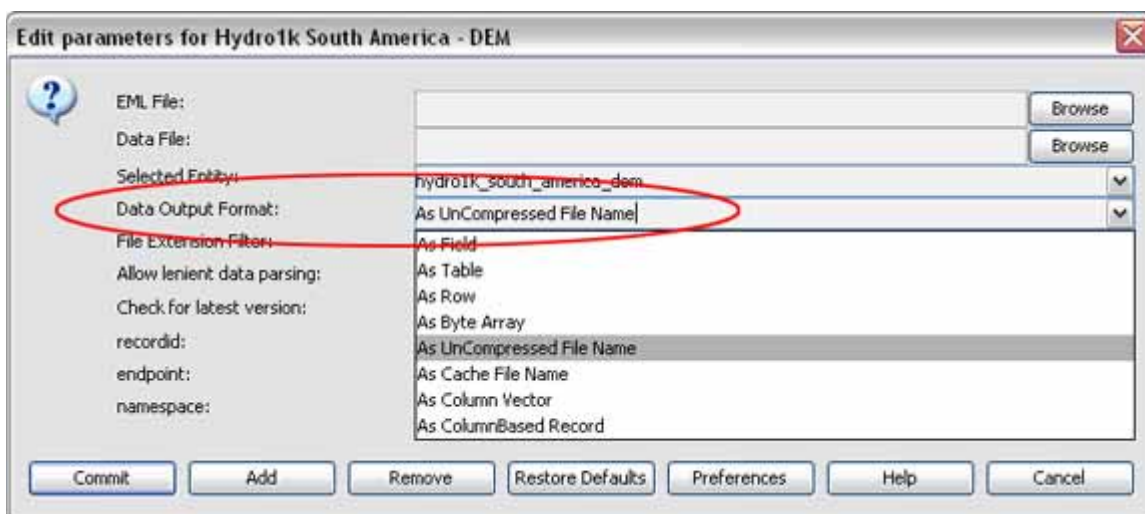 Edit parameters for Hydro1k South America - DEM
EML File:
Browse
Data File:
Browse
Selected Entity:
hydro1k_south_america_dem
Data Output Format:
As UnCompressed File Name
File Extension Filter:
As Field
As Table
Allow lenient data parsing:
As Row
Check for latest version:
As Byte Array
recordid:
As UnCompressed File Name
endpoint:
As Cache File Name
namespace:
As Column Vector
As ColumnBased Record
Commit
Add
Remove
Restore Defaults
Preferences
Help
Cancel